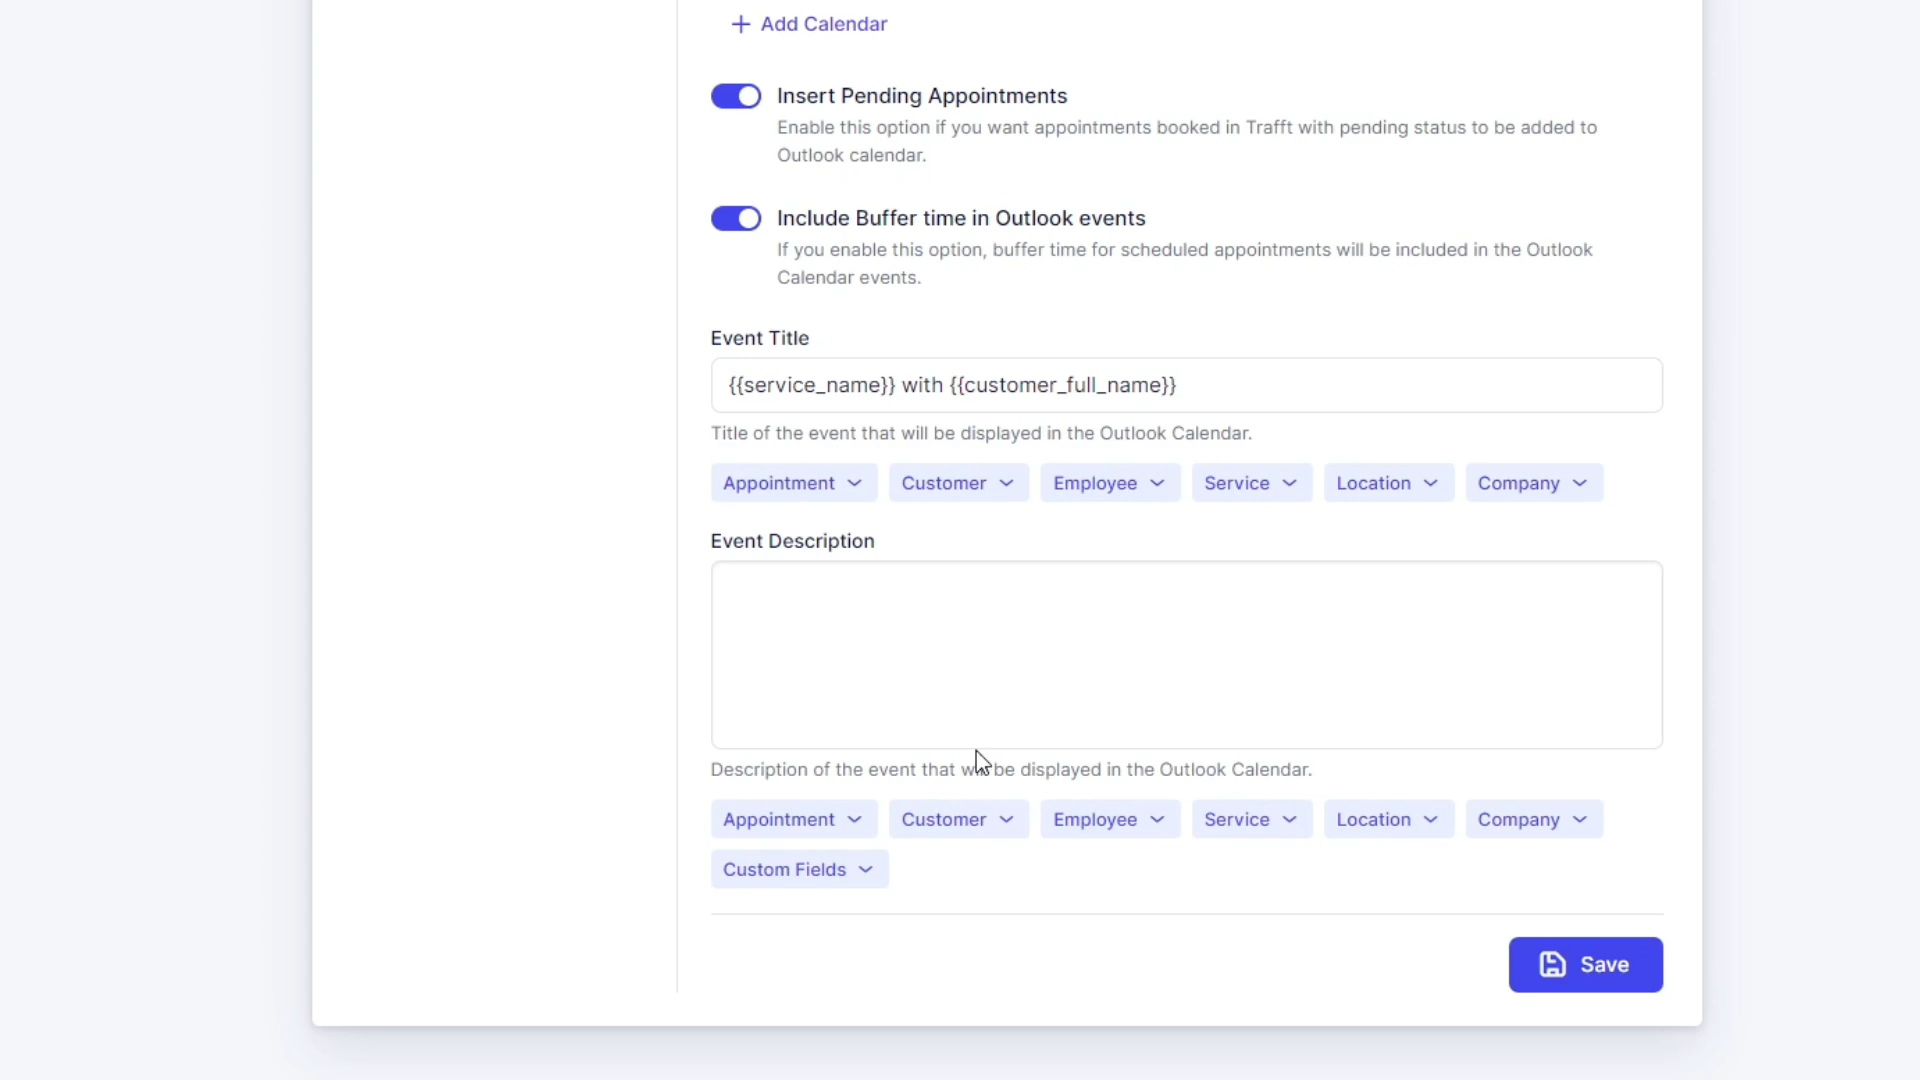 Add Calendar
Insert Pending Appointments
Enable this option if you want appointments booked in Trafft with pending status to be added to
Outlook calendar.
Include Buffer time in Outlook events
If you enable this option, buffer time for scheduled appointments will be included in the Outlook
Calendar events.
Event Title
{{service_name}} with {{customer_full_name}}
Title of the event that will be displayed in the Outlook Calendar.
Appointment Customer Employee Service Location Company
Event Description
Description of the event that will be displayed in the Outlook Calendar.
Appointment Customer Employee Service Location Company
Custom Fields
Save